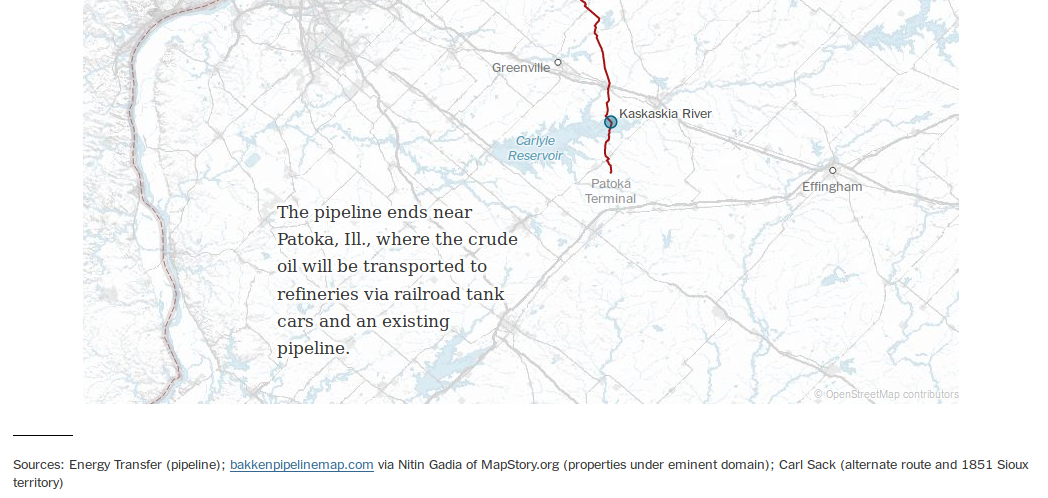 Greenville
Kaskaskia River
Carlyle
Reservoir
Patoka
Terminal
Effingham
The pipeline ends near
Patoka, Ill., where the crude
oil will be transported to
refineries via railroad tank
cars and an existing
pipeline.
© OpenStreetMap contributors
Sources: Energy Transfer (pipeline); bakkenpipelinemap.com via Nitin Gadia of MapStory.org (properties under eminent domain); Carl Sack (alternate route and 1851 Sioux
territory)